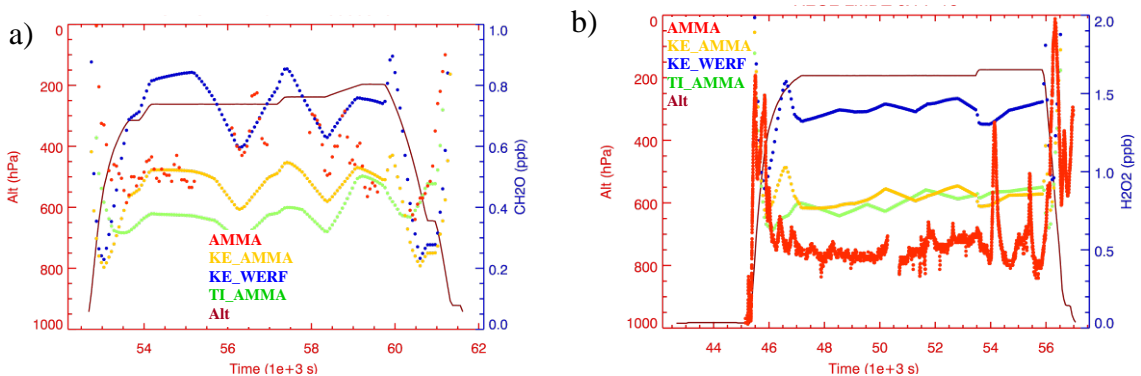 a)
0
200
400
600
800
1000
Alt (hPa)
1.0
0.8
0.6
0.4
0.2
0.0
CH2O (ppb)
AMMA
KE_AMMA
KE_WERF
TI_AMMA
Alt
54 56 58 60 62
Time (1e+3 s)
b)
0
200
400
600
800
1000
Alt (hPa)
2.0
1.5
1.0
0.5
0.0
H2O2 (ppb)
AMMA
KE_AMMA
KE_WERF
TI_AMMA
Alt
44 46 48 50 52 54 56
Time (1e+3 s)